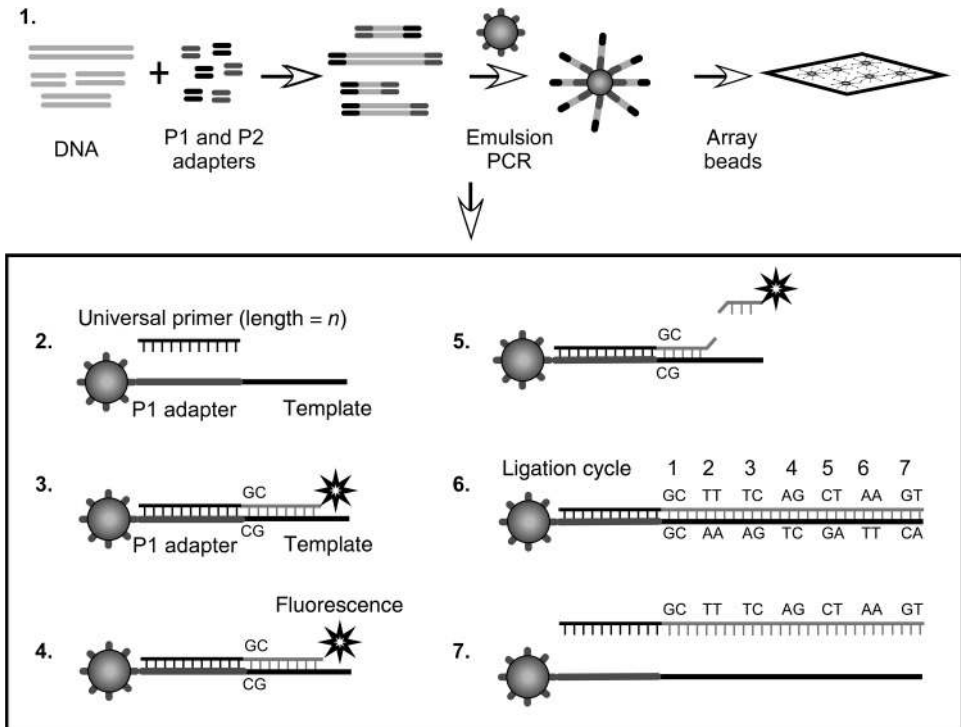 1.
DNA
P1 and P2
adapters
Emulsion
PCR
Array
beads
2.
Universal primer (length = n)
P1 adapter Template
3.
GC
CG
P1 adapter Template
4.
Fluorescence
GC
CG
5.
GC
CG
6.
Ligation cycle 1 2 3 4 5 6 7
GC TT TC AG CT AA GT
GC AA AG TC GA TT CA
7.
GC TT TC AG CT AA GT